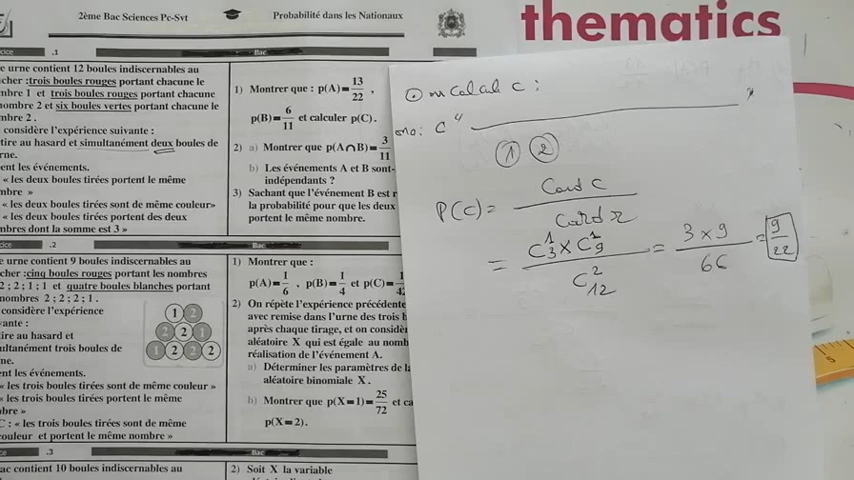 2ème Bac Sciences Pc-Svt
Probabilité dans les Nationaux
thematics
cice .1 Bac
e urne contient 12 boules indiscernables au
cher :trois boules rouges portant chacune le
mbre 1 et trois boules rouges portant chacune
nombre 2 et six boules vertes portant chacune le
mbre 2 .
considère l'expérience suivante :
tire au hasard et simultanément deux boules de
rne.
ent les événements.
« les deux boules tirées portent le même
mbre »
« les deux boules tirées sont de même couleur»
« les deux boules tirées portent des deux
mbres dont la somme est 3 »
1) Montrer que : p(A)=13/22 ,
p(B)=6/11 et calculer p(C).
2) a) Montrer que p(A∩B)=3/11
b) Les événements A et B sont-
indépendants ?
3) Sachant que l'événement B est r
la probabilité pour que les deux
portent le même nombre.
cice .2 Bac
e urne contient 9 boules indiscernables au
cher :cinq boules rouges portant les nombres
2 ; 2 ; 1 ; 1 et quatre boules blanches portant
nombres 2 ; 2 ; 2 ; 1 .
considère l'expérience
vante :
tire au hasard et
ultanément trois boules de
ne.
ent les événements.
« les trois boules tirées sont de même couleur »
« les trois boules tirées portent le même
bre »
C : « les trois boules tirées sont de même
couleur et portent le même nombre »
1 2
2 2 1
1 2 2 2
1) Montrer que :
p(A)=1/6 , p(B)=1/4 et p(C)=1/42
2) On répète l'expérience précédente
avec remise dans l'urne des trois b
après chaque tirage, et on considè
aléatoire X qui est égale au nomb
réalisation de l'événement A.
a) Déterminer les paramètres de la
aléatoire binomiale X .
b) Montrer que p(X=1)=25/72 et ca
p(X=2).
.3 Bac
ac contient 10 boules indiscernables au
2) Soit X la variable
on calcul c :
c "
1 2
P(c) = Card c / Card Ω
= C₃¹ × C₉¹ / C₁₂² = 3 × 9 / 66 = 9/22
5